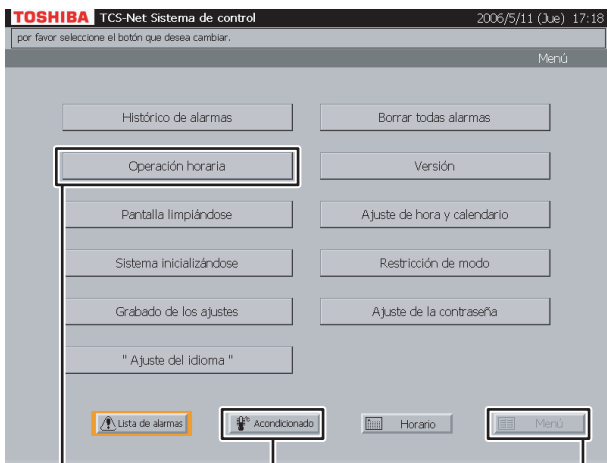 TOSHIBA TCS-Net Sistema de control 2006/5/11 (Jue) 17:18
por favor seleccione el botón que desea cambiar.
Menú
Histórico de alarmas Borrar todas alarmas
Operación horaria Versión
Pantalla limpiándose Ajuste de hora y calendario
Sistema inicializándose Restricción de modo
Grabado de los ajustes Ajuste de la contraseña
" Ajuste del idioma "
Lista de alarmas Acondicionado Horario Menú